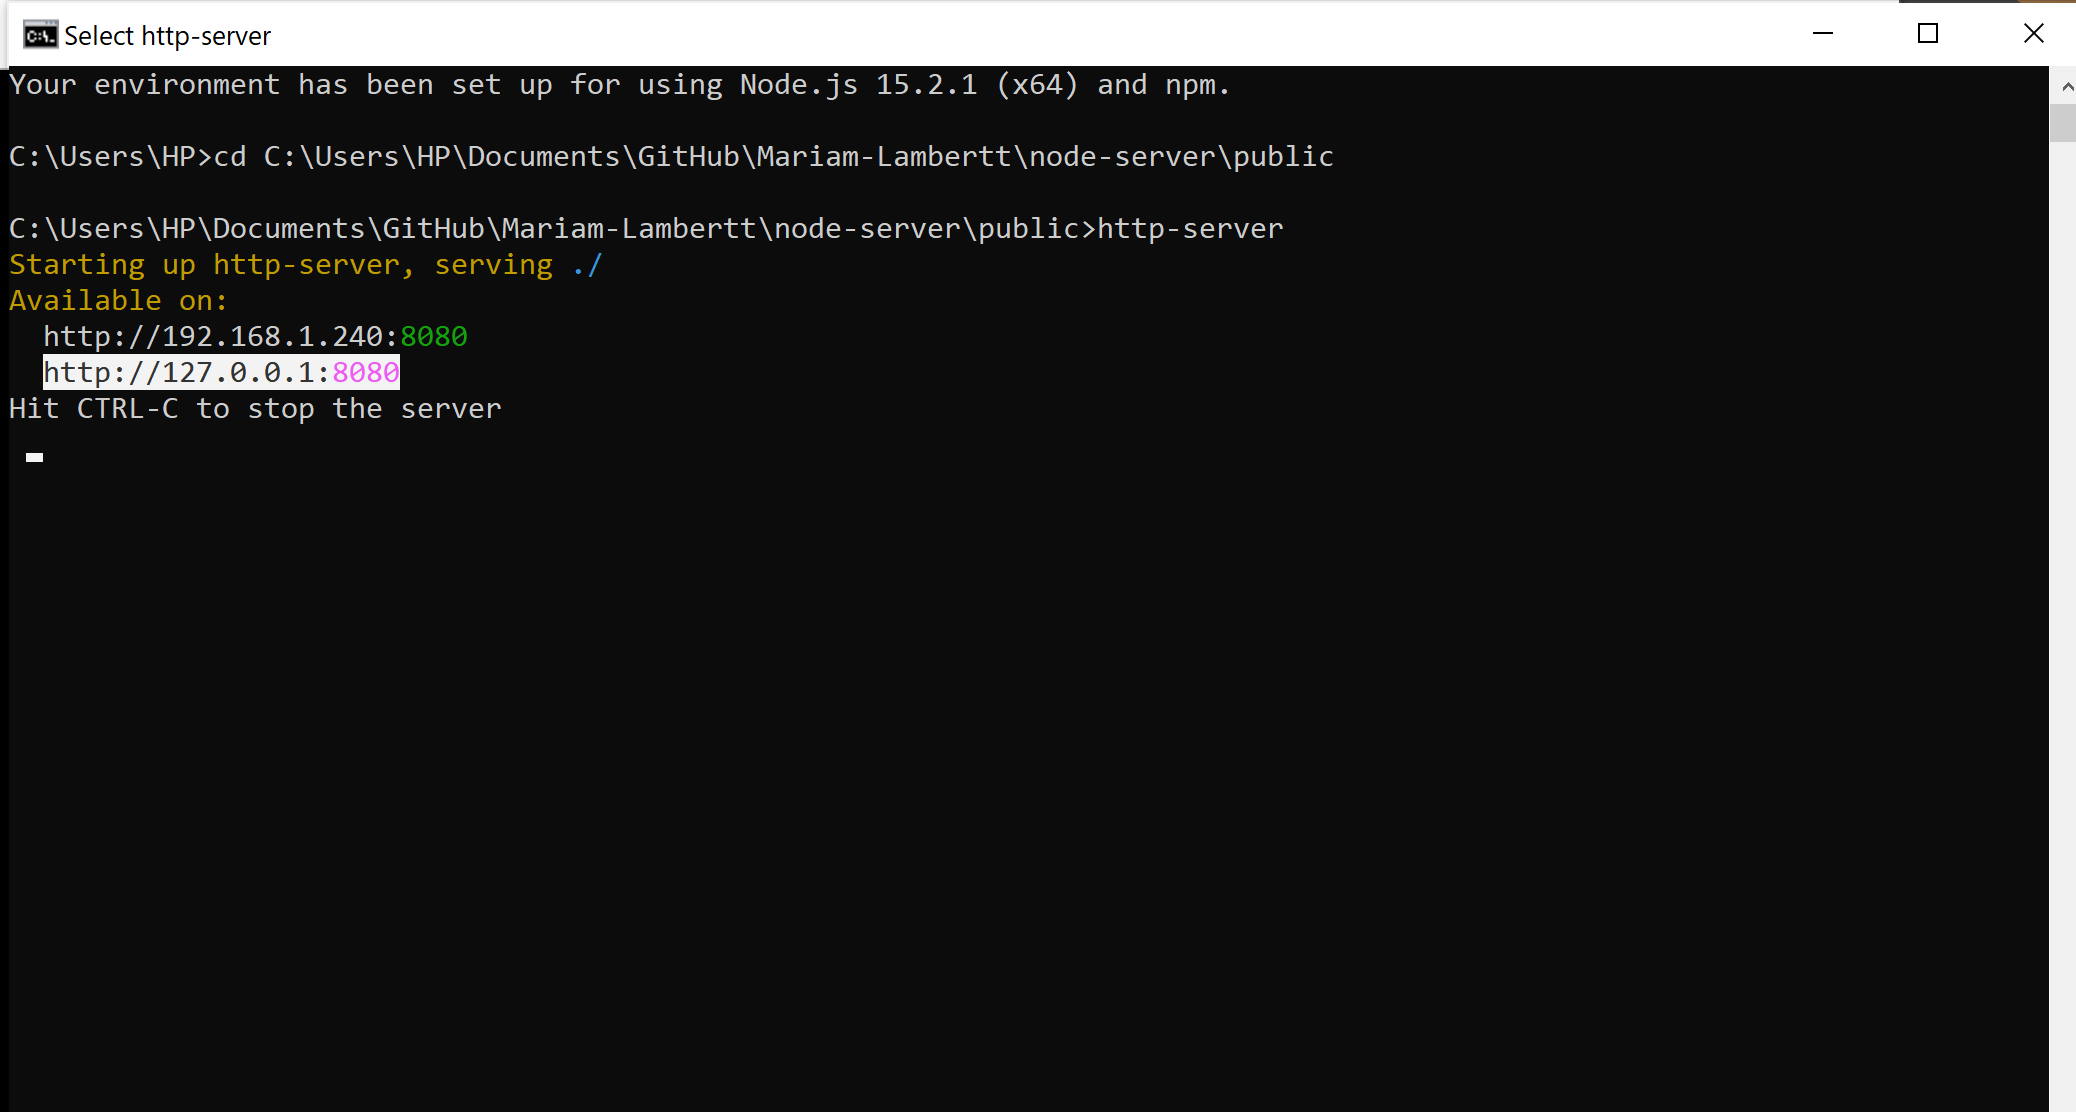 Select http-server
Your environment has been set up for using Node.js 15.2.1 (x64) and npm.
C:\Users\HP>cd C:\Users\HP\Documents\GitHub\Mariam-Lambertt\node-server\public
C:\Users\HP\Documents\GitHub\Mariam-Lambertt\node-server\public>http-server
Starting up http-server, serving ./
Available on:
  http://192.168.1.240:8080
  http://127.0.0.1:8080
Hit CTRL-C to stop the server